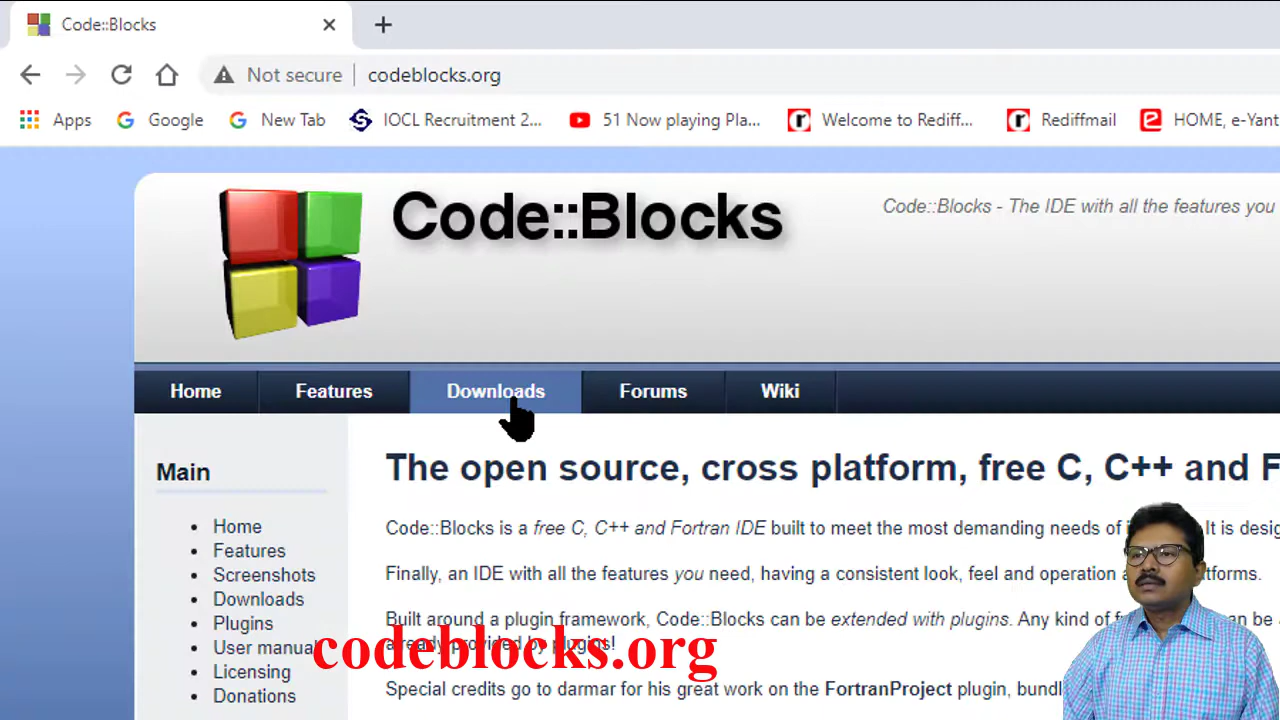 Code::Blocks
Not secure codeblocks.org
Apps Google New Tab IOCL Recruitment 2... 51 Now playing Pla... Welcome to Rediff... Rediffmail HOME, e-Yant
Code::Blocks
Code::Blocks - The IDE with all the features you
Home Features Downloads Forums Wiki
Main
Home
Features
Screenshots
Downloads
Plugins
User manual
Licensing
Donations
The open source, cross platform, free C, C++ and F
Code::Blocks is a free C, C++ and Fortran IDE built to meet the most demanding needs of It is desig
Finally, an IDE with all the features you need, having a consistent look, feel and operation
Built around a plugin framework, Code::Blocks can be extended with plugins. Any kind of can be
already provided by plugins!
Special credits go to darmar for his great work on the FortranProject plugin, bund
codeblocks.org